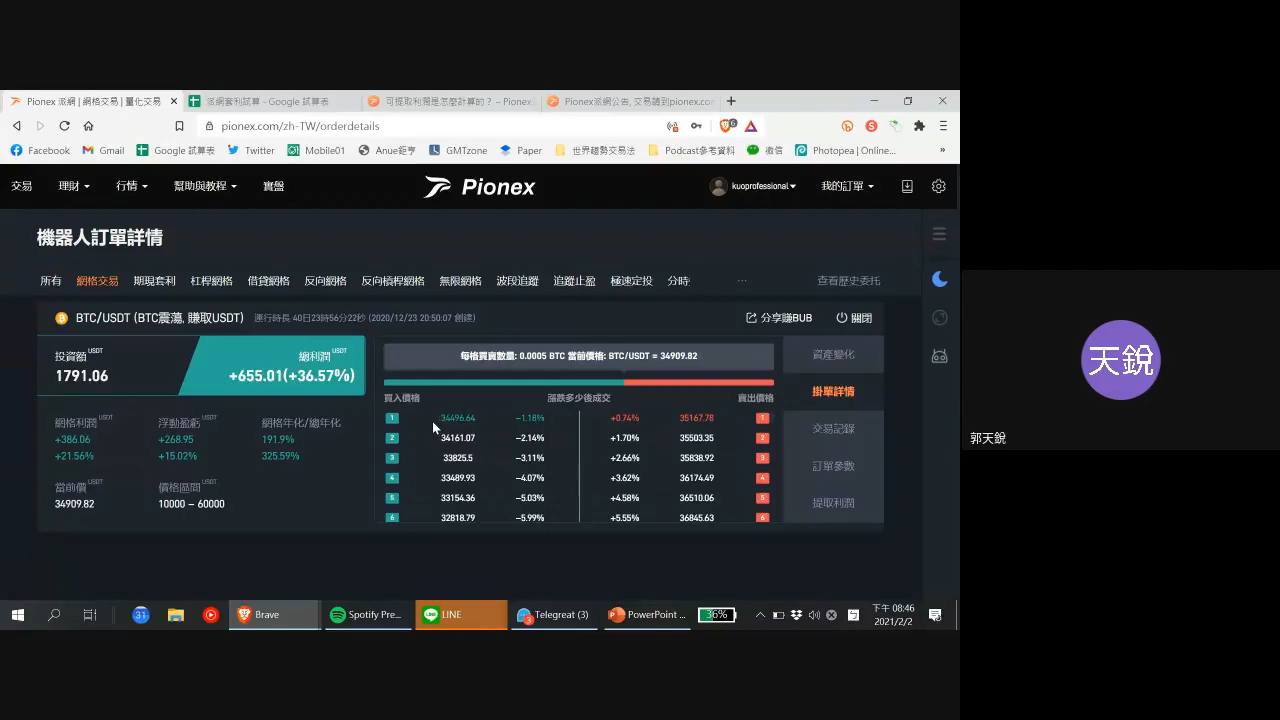 Pionex 派網 | 網格交易 | 量化交易
派網套利試算 - Google 試算表
可提取利潤是怎麼計算的? – Pionex
Pionex派網公告, 交易賺到pionex.com
pionex.com/zh-TW/orderdetails
6
Facebook Gmail Google 試算表 Twitter Mobile01 Anue鉅亨 GMTzone Paper 世界趨勢交易法 Podcast參考資料 微信 Photopea | Online... »
交易 理財 行情 幫助與教程 實盤 Pionex kuoprofessional 我的訂單
機器人訂單詳情
所有 網格交易 期現套利 杠桿網格 借貸網格 反向網格 反向槓桿網格 無限網格 波段追蹤 追蹤止盈 極速定投 分時 ... 查看歷史委托
BTC/USDT (BTC震蕩, 賺取USDT) 運行時長 40日23時56分22秒 (2020/12/23 20:50:07 創建) 分享賺BUB 關閉
投資額 USDT
1791.06
總利潤 USDT
+655.01(+36.57%)
網格利潤 USDT
+386.06
+21.56%
浮動盈虧 USDT
+268.95
+15.02%
網格年化/總年化
191.9%
325.59%
當前價 USDT
34909.82
價格區間 USDT
10000 – 60000
每格買賣數量: 0.0005 BTC 當前價格: BTC/USDT = 34909.82
買入價格 漲跌多少後成交 賣出價格
1 34496.64 –1.18% +0.74% 35167.78 1
2 34161.07 –2.14% +1.70% 35503.35 2
3 33825.5 –3.11% +2.66% 35838.92 3
4 33489.93 –4.07% +3.62% 36174.49 4
5 33154.36 –5.03% +4.58% 36510.06 5
6 32818.79 –5.99% +5.55% 36845.63 6
資產變化
掛單詳情
交易記錄
訂單參數
提取利潤
天銳
郭天銳
31 Brave Spotify Pre... LINE 3 Telegreat (3) PowerPoint ... 36% 下午 08:46
2021/2/2